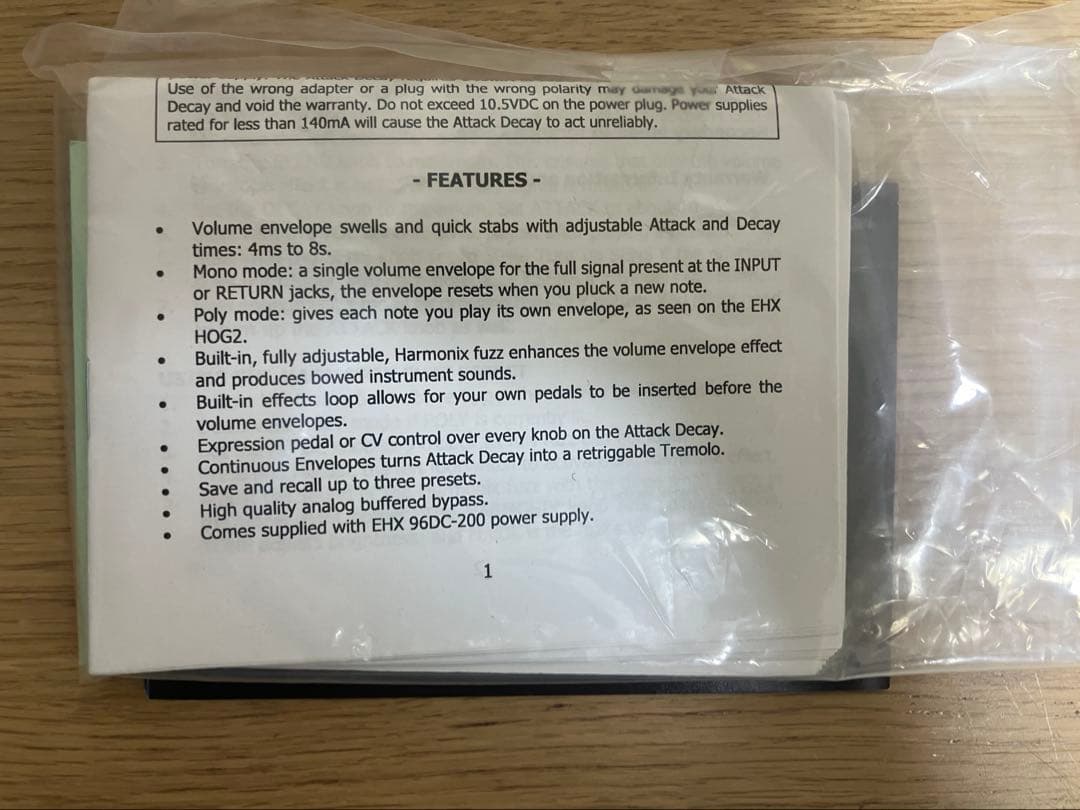 Use of the wrong adapter or a plug with the wrong polarity may damage your Attack
Decay and void the warranty. Do not exceed 10.5VDC on the power plug. Power supplies
rated for less than 140mA will cause the Attack Decay to act unreliably.
- FEATURES -
• Volume envelope swells and quick stabs with adjustable Attack and Decay
times: 4ms to 8s.
• Mono mode: a single volume envelope for the full signal present at the INPUT
or RETURN jacks, the envelope resets when you pluck a new note.
• Poly mode: gives each note you play its own envelope, as seen on the EHX
HOG2.
• Built-in, fully adjustable, Harmonix fuzz enhances the volume envelope effect
and produces bowed instrument sounds.
• Built-in effects loop allows for your own pedals to be inserted before the
volume envelopes.
• Expression pedal or CV control over every knob on the Attack Decay.
• Continuous Envelopes turns Attack Decay into a retriggable Tremolo.
• Save and recall up to three presets.
• High quality analog buffered bypass.
• Comes supplied with EHX 96DC-200 power supply.
1